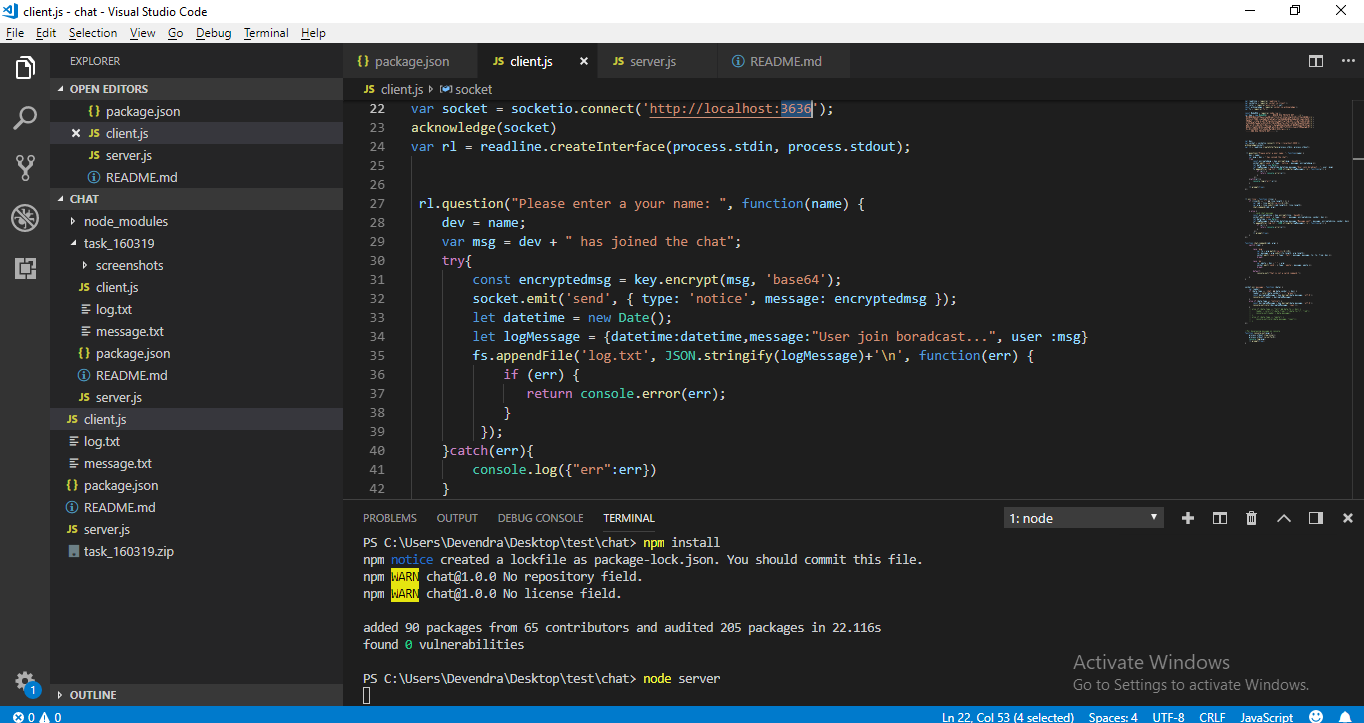 client.js - chat - Visual Studio Code
File Edit Selection View Go Debug Terminal Help
EXPLORER
OPEN EDITORS
{} package.json
JS client.js
JS server.js
README.md
CHAT
node_modules
task_160319
screenshots
JS client.js
log.txt
message.txt
{} package.json
README.md
JS server.js
JS client.js
log.txt
message.txt
{} package.json
README.md
JS server.js
task_160319.zip
OUTLINE
1
{} package.json JS client.js JS server.js README.md
JS client.js socket
22 var socket = socketio.connect('http://localhost:3636');
23 acknowledge(socket)
24 var rl = readline.createInterface(process.stdin, process.stdout);
25
26
27 rl.question("Please enter a your name: ", function(name) {
28 dev = name;
29 var msg = dev + " has joined the chat";
30 try{
31 const encryptedmsg = key.encrypt(msg, 'base64');
32 socket.emit('send', { type: 'notice', message: encryptedmsg });
33 let datetime = new Date();
34 let logMessage = {datetime:datetime,message:"User join boradcast...", user :msg}
35 fs.appendFile('log.txt', JSON.stringify(logMessage)+'\n', function(err) {
36 if (err) {
37 return console.error(err);
38 }
39 });
40 }catch(err){
41 console.log({"err":err})
42 }
PROBLEMS OUTPUT DEBUG CONSOLE TERMINAL 1: node
PS C:\Users\Devendra\Desktop\test\chat> npm install
npm notice created a lockfile as package-lock.json. You should commit this file.
npm WARN chat@1.0.0 No repository field.
npm WARN chat@1.0.0 No license field.
added 90 packages from 65 contributors and audited 205 packages in 22.116s
found 0 vulnerabilities
PS C:\Users\Devendra\Desktop\test\chat> node server
Activate Windows
Go to Settings to activate Windows.
0 0 Ln 22, Col 53 (4 selected) Spaces: 4 UTF-8 CRLF JavaScript